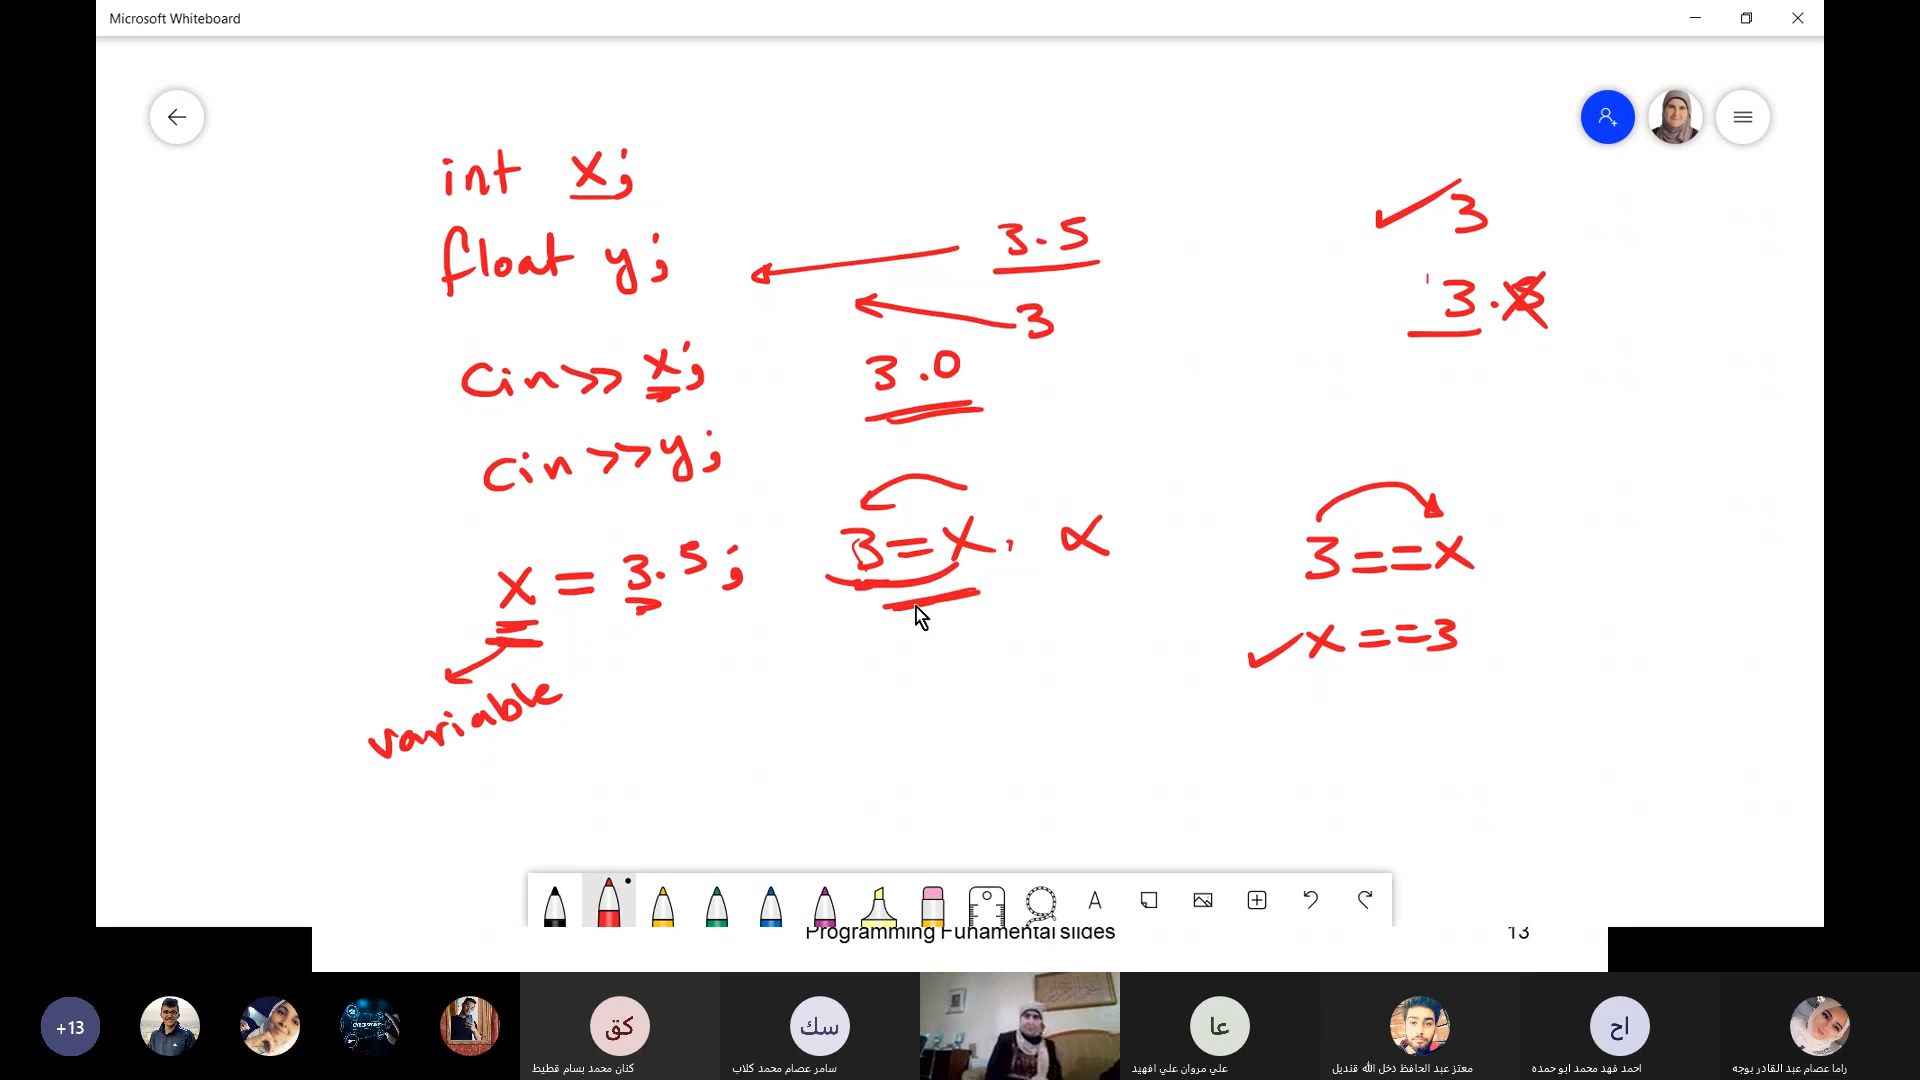 Microsoft Whiteboard
int x;
float y;
3.5
3
3
3.
cin>> x;
3.0
cin>>y;
x = 3.5;
3=x
3==x
x==3
variable
A
Programming Funamental slides
13
+13
كق
سك
عا
اح
كنان محمد بسام قطيط
سامر عصام محمد كلاب
علي مروان علي افهيد
معتز عبد الحافظ دخل الله قنديل
احمد فهد محمد ابو حمده
راما عصام عبد القادر بوجه